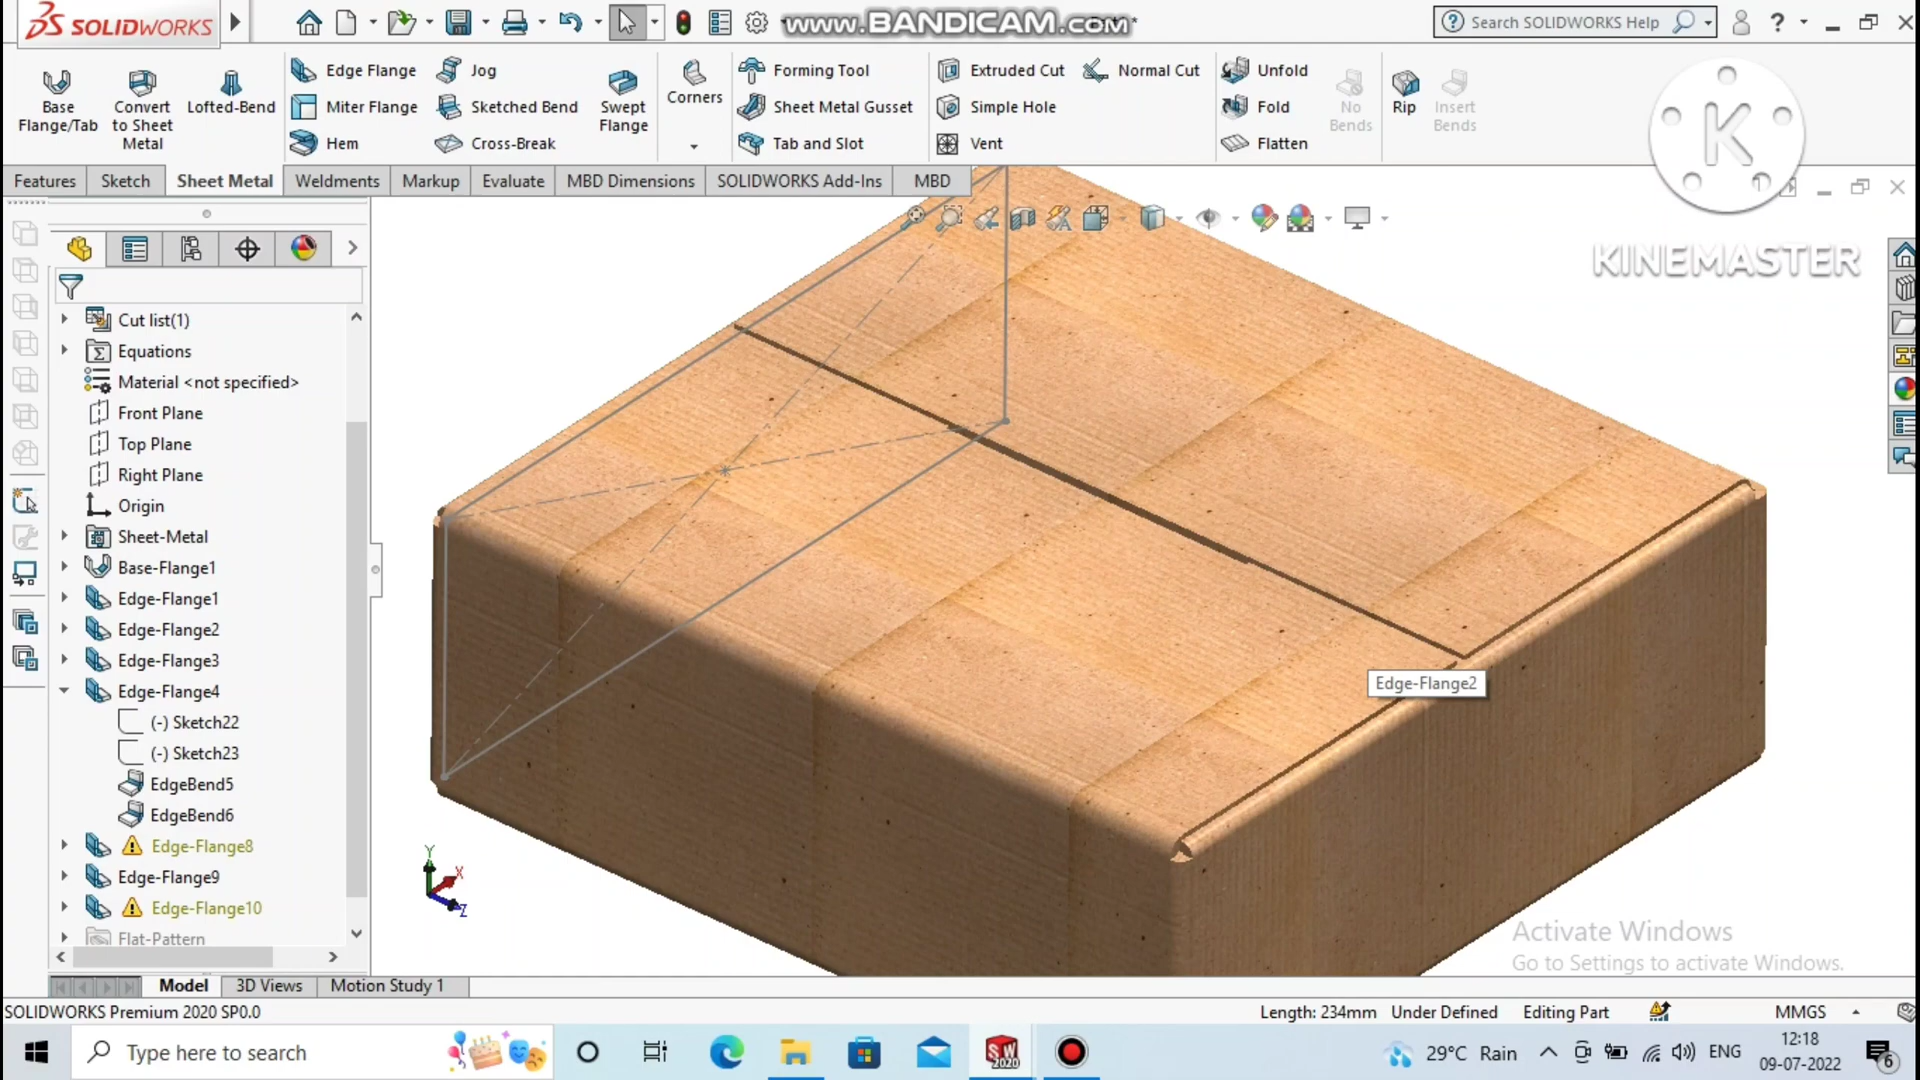 SOLIDWORKS
www.BANDICAM.com
*
Search SOLIDWORKS Help
?
Base Flange/Tab
Convert to Sheet Metal
Lofted-Bend
Edge Flange
Miter Flange
Hem
Jog
Sketched Bend
Cross-Break
Swept Flange
Corners
Forming Tool
Sheet Metal Gusset
Tab and Slot
Extruded Cut
Simple Hole
Vent
Normal Cut
Unfold
Fold
Flatten
No Bends
Rip
Insert Bends
K
KINEMASTER
Features
Sketch
Sheet Metal
Weldments
Markup
Evaluate
MBD Dimensions
SOLIDWORKS Add-Ins
MBD
Cut list(1)
Equations
Material <not specified>
Front Plane
Top Plane
Right Plane
Origin
Sheet-Metal
Base-Flange1
Edge-Flange1
Edge-Flange2
Edge-Flange3
Edge-Flange4
(-) Sketch22
(-) Sketch23
EdgeBend5
EdgeBend6
Edge-Flange8
Edge-Flange9
Edge-Flange10
Flat-Pattern
Edge-Flange2
Y
X
Z
Activate Windows
Go to Settings to activate Windows.
Model
3D Views
Motion Study 1
SOLIDWORKS Premium 2020 SP0.0
Length: 234mm
Under Defined
Editing Part
MMGS
Type here to search
SW
2020
29°C Rain
ENG
12:18
09-07-2022
6